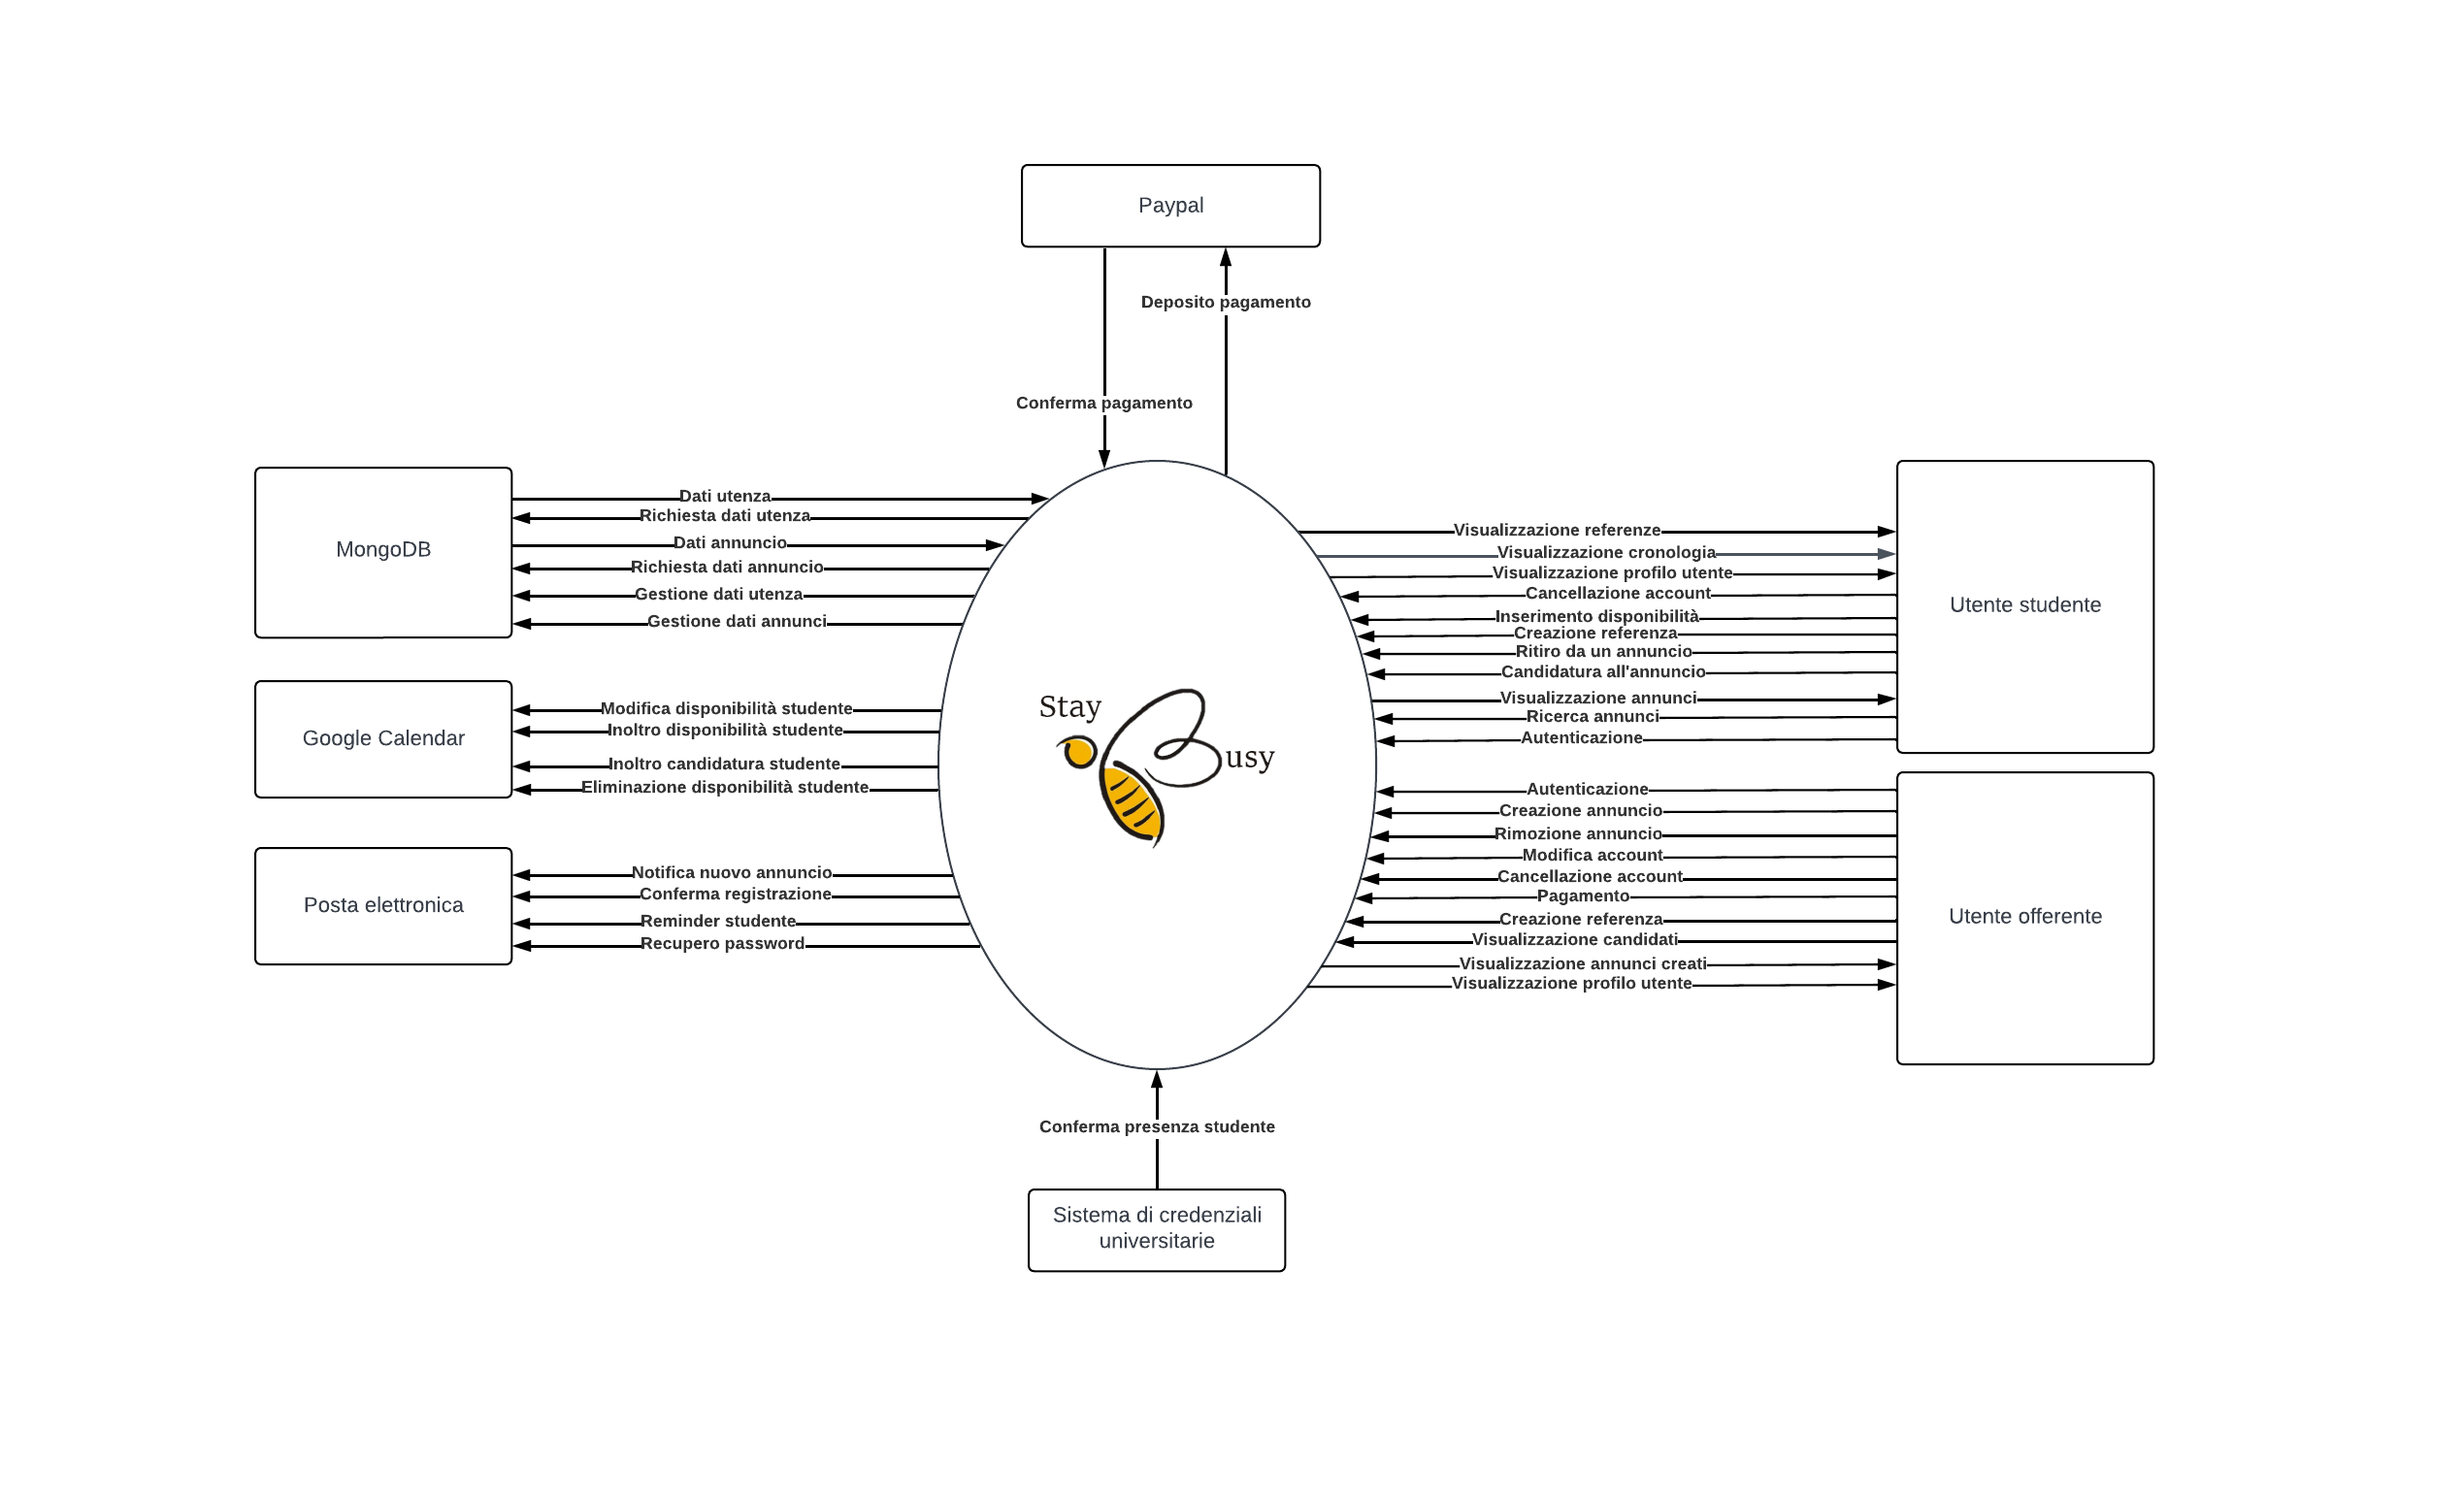 Paypal
Deposito pagamento
Conferma pagamento
MongoDB
Dati utenza
Richiesta dati utenza
Dati annuncio
Richiesta dati annuncio
Gestione dati utenza
Gestione dati annunci
Google Calendar
Modifica disponibilità studente
Inoltro disponibilità studente
Inoltro candidatura studente
Eliminazione disponibilità studente
Posta elettronica
Notifica nuovo annuncio
Conferma registrazione
Reminder studente
Recupero password
Stay
Busy
Visualizzazione referenze
Visualizzazione cronologia
Visualizzazione profilo utente
Cancellazione account
Inserimento disponibilità
Creazione referenza
Ritiro da un annuncio
Candidatura all'annuncio
Visualizzazione annunci
Ricerca annunci
Autenticazione
Utente studente
Autenticazione
Creazione annuncio
Rimozione annuncio
Modifica account
Cancellazione account
Pagamento
Creazione referenza
Visualizzazione candidati
Visualizzazione annunci creati
Visualizzazione profilo utente
Utente offerente
Conferma presenza studente
Sistema di credenziali
universitarie